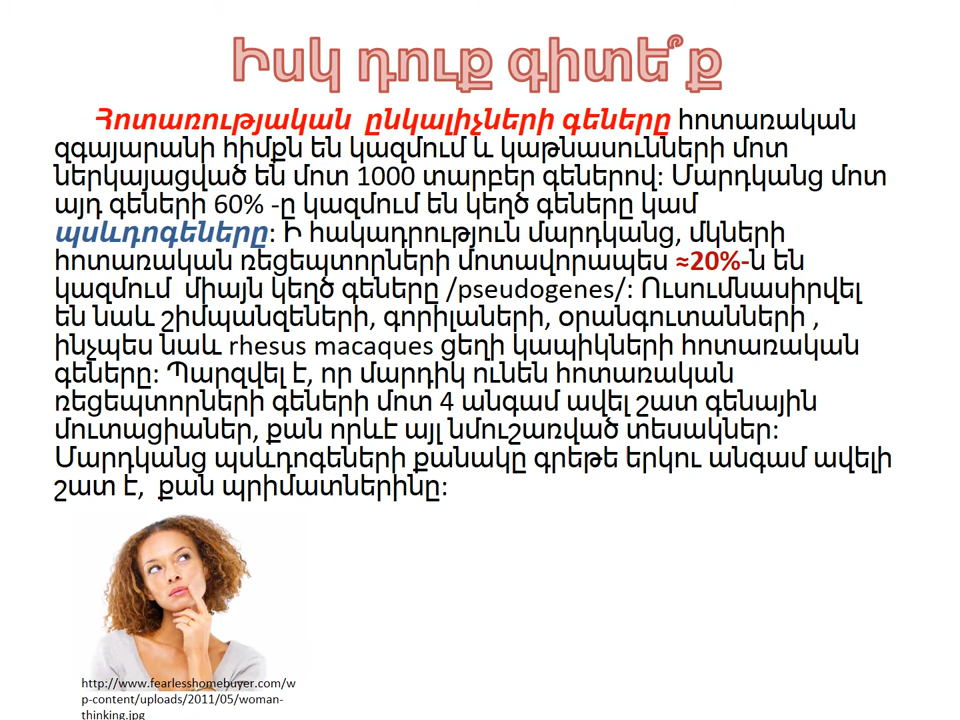 Իսկ դուք գիտե՞ք
Հոտառությական ընկալիչների գեները հոտառական
զգայարանի հիմքն են կազմում և կաթնասունների մոտ
ներկայացված են մոտ 1000 տարբեր գեներով: Մարդկանց մոտ
այդ գեների 60% -ը կազմում են կեղծ գեները կամ
պսևդոգեները: Ի հակադրություն մարդկանց, մկների
հոտառական ռեցեպտորների մոտավորապես ≈20%-ն են
կազմում միայն կեղծ գեները /pseudogenes/: Ուսումնասիրվել
են նաև շիմպանզեների, գորիլաների, օրանգուտանների ,
ինչպես նաև rhesus macaques ցեղի կապիկների հոտառական
գեները: Պարզվել է, որ մարդիկ ունեն հոտառական
ռեցեպտորների գեների մոտ 4 անգամ ավել շատ գենային
մուտացիաներ, քան որևէ այլ նմուշառված տեսակներ:
Մարդկանց պսևդոգեների քանակը գրեթե երկու անգամ ավելի
շատ է, քան պրիմատներինը:
http://www.fearlesshomebuyer.com/w
p-content/uploads/2011/05/woman-
thinking.jpg